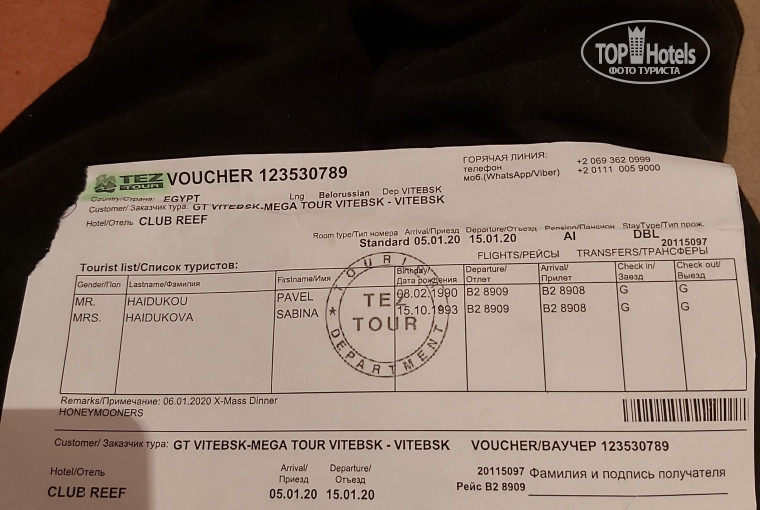 TOP Hotels
ФОТО ТУРИСТА
TEZ TOUR VOUCHER 123530789
ГОРЯЧАЯ ЛИНИЯ: +2 069 362 0999
телефон
моб.(WhatsApp/Viber) +2 0111 005 9000
Country/Страна: EGYPT Lng Belorussian Dep VITEBSK
Customer/ Заказчик тура: GT VITEBSK-MEGA TOUR VITEBSK - VITEBSK
Hotel/Отель CLUB REEF
Room type/Тип номера Arrival/Приезд Departure/Отъезд Pension/Пансион StayType/Тип прож.
Standard 05.01.20 15.01.20 AI DBL
20115097
FLIGHTS/РЕЙСЫ TRANSFERS/ТРАНСФЕРЫ
Tourist list/Список туристов:
Gender/Пол Lastname/Фамилия Firstname/Имя Birthday/ Дата рождения Departure/ Отлет Arrival/ Прилет Check in/ Заезд Check out/ Выезд
MR. HAIDUKOU PAVEL 08.02.1990 B2 8909 B2 8908 G G
MRS. HAIDUKOVA SABINA 15.10.1993 B2 8909 B2 8908 G G
TOUR/
TEZ
TOUR
DEPARTMENT
Remarks/Примечание: 06.01.2020 X-Mass Dinner
HONEYMOONERS
Customer/ Заказчик тура: GT VITEBSK-MEGA TOUR VITEBSK - VITEBSK VOUCHER/ВАУЧЕР 123530789
Hotel/Отель Arrival/ Приезд Departure/ Отъезд 20115097 Фамилия и подпись получателя
CLUB REEF 05.01.20 15.01.20 Рейс B2 8909